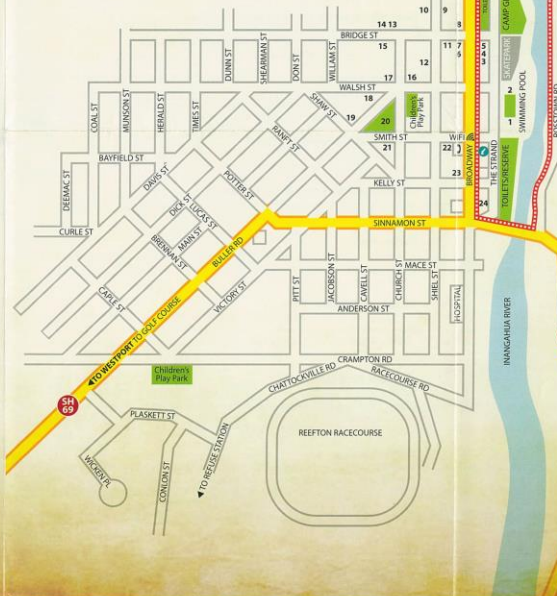 10
9
TOILE
CAMP G
14 13
8
BRIDGE ST
15
11
7
6
5
4
3
SKATEPARK
DUNN ST
SHEARMAN ST
DON ST
WILLAM ST
12
17
16
WALSH ST
18
2
1
SWIMMING POOL
COAL ST
MUNSON ST
HERALD ST
TIMES ST
SHAW ST
19
20
Children's
Play Park
RANFT ST
SMITH ST
WIFI
21
22
BROADWAY
THE STRAND
TOILETS/RESERVE
BAYFIELD ST
DEEMAC ST
DAVIS ST
POTTER ST
KELLY ST
23
24
DICK ST
LUCAS ST
CURLE ST
MAIN ST
BRENNAN ST
BULLER RD
SINNAMON ST
PITT ST
JACOBSON ST
CAVELL ST
CHURCH ST
MACE ST
SHIEL ST
HOSPITAL
CAPLE ST
VICTORY ST
ANDERSON ST
INANGAHUA RIVER
TO WESTPORT TO GOLF COURSE
CRAMPTON RD
Children's
Play Park
CHATTOCKVILLE RD
RACECOURSE RD
SH
69
PLASKETT ST
REEFTON RACECOURSE
WICKEN PL
CONLON ST
TO REFUSE STATION